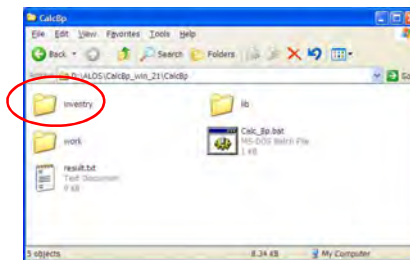 CalcBp
File Edit View Favorites Tools Help
Back Search Folders
D:\ALOS\CalcBp_win_21\CalcBp Go
inventry lib
work Calc_Bp.bat
MS-DOS Batch File
1 KB
result.txt
Text Document
9 KB
5 objects 8.34 KB My Computer